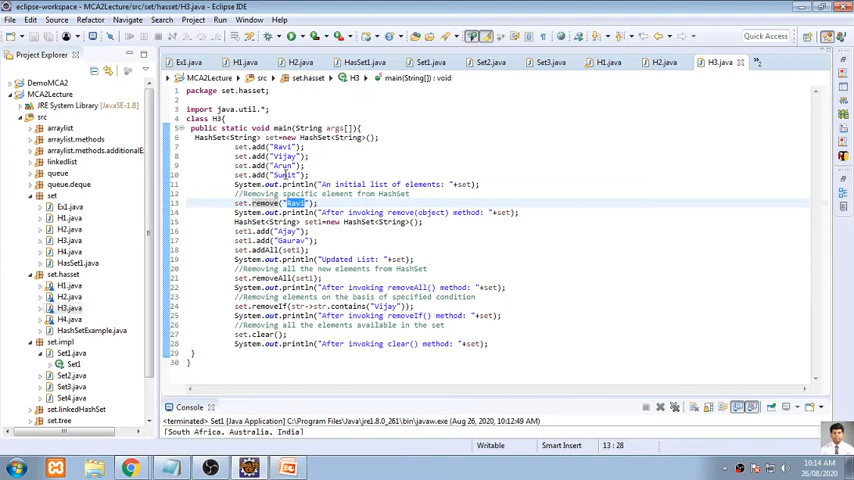 eclipse-workspace - MCA2Lecture/src/set/hasset/H3.java - Eclipse IDE
File Edit Source Refactor Navigate Search Project Run Window Help
Quick Access
Project Explorer
DemoMCA2
MCA2Lecture
JRE System Library [JavaSE-1.8]
src
arraylist
arraylist.methods
arraylist.methods.additionalE
linkedlist
queue
queue.deque
set
Ex1.java
H1.java
H2.java
H3.java
H4.java
HasSet1.java
set.hasset
H1.java
H2.java
H3.java
H4.java
HashSetExample.java
set.impl
Set1.java
Set1
Set2.java
Set3.java
Set4.java
set.linkedHashSet
set.tree
Ex1.java H1.java H2.java HasSet1.java Set1.java Set2.java Set3.java H1.java H2.java H3.java
MCA2Lecture src set.hasset H3 main(String[]) : void
1 package set.hasset;
2
3 import java.util.*;
4 class H3{
5 public static void main(String args[]){
6 HashSet<String> set=new HashSet<String>();
7 set.add("Ravi");
8 set.add("Vijay");
9 set.add("Arun");
10 set.add("Sumit");
11 System.out.println("An initial list of elements: "+set);
12 //Removing specific element from HashSet
13 set.remove("Ravi");
14 System.out.println("After invoking remove(object) method: "+set);
15 HashSet<String> set1=new HashSet<String>();
16 set1.add("Ajay");
17 set1.add("Gaurav");
18 set.addAll(set1);
19 System.out.println("Updated List: "+set);
20 //Removing all the new elements from HashSet
21 set.removeAll(set1);
22 System.out.println("After invoking removeAll() method: "+set);
23 //Removing elements on the basis of specified condition
24 set.removeIf(str->str.contains("Vijay"));
25 System.out.println("After invoking removeIf() method: "+set);
26 //Removing all the elements available in the set
27 set.clear();
28 System.out.println("After invoking clear() method: "+set);
29 }
30 }
Console
<terminated> Set1 [Java Application] C:\Program Files\Java\jre1.8.0_261\bin\javaw.exe (Aug 26, 2020, 10:12:49 AM)
[South Africa, Australia, India]
Writable Smart Insert 13 : 28
10:14 AM
26/08/2020